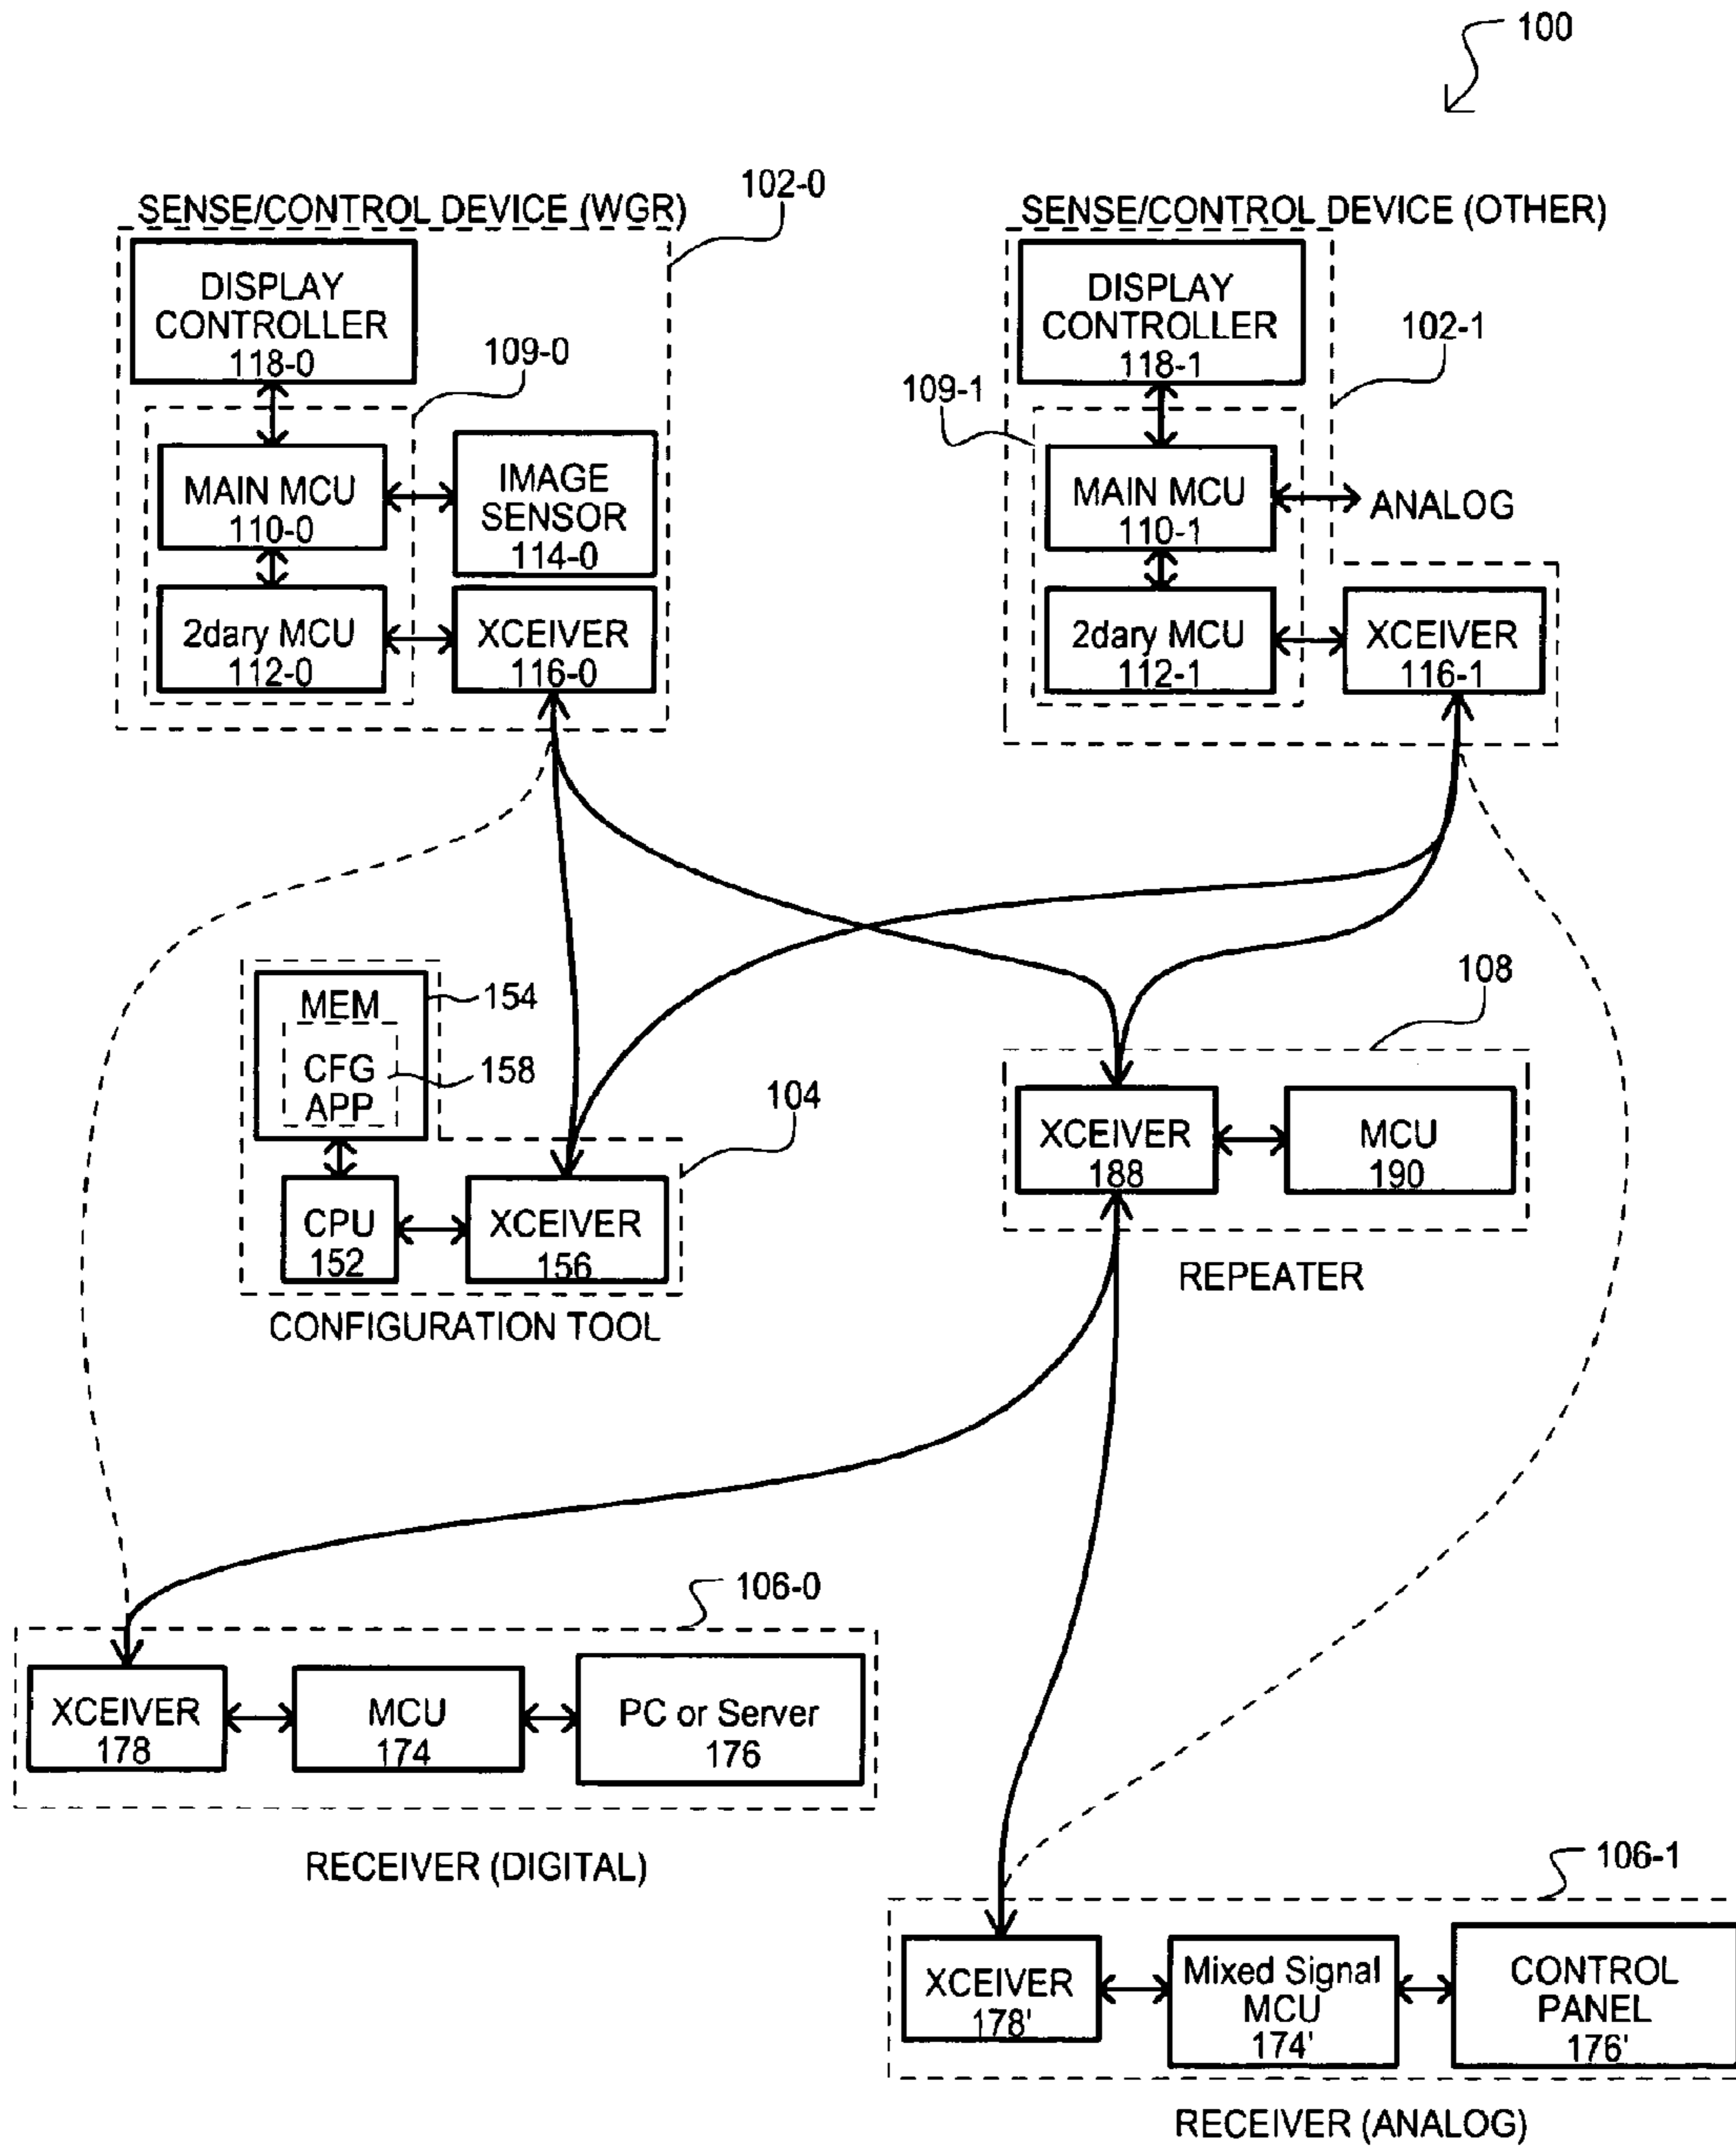 100
102-0
SENSE/CONTROL DEVICE (WGR)
DISPLAY
CONTROLLER
118-0
109-0
MAIN MCU
110-0
IMAGE
SENSOR
114-0
2dary MCU
112-0
XCEIVER
116-0
SENSE/CONTROL DEVICE (OTHER)
DISPLAY
CONTROLLER
118-1
102-1
109-1
MAIN MCU
110-1
ANALOG
2dary MCU
112-1
XCEIVER
116-1
MEM
154
CFG
APP
158
104
CPU
152
XCEIVER
156
CONFIGURATION TOOL
108
XCEIVER
188
MCU
190
REPEATER
106-0
XCEIVER
178
MCU
174
PC or Server
176
RECEIVER (DIGITAL)
106-1
XCEIVER
178'
Mixed Signal
MCU
174'
CONTROL
PANEL
176'
RECEIVER (ANALOG)